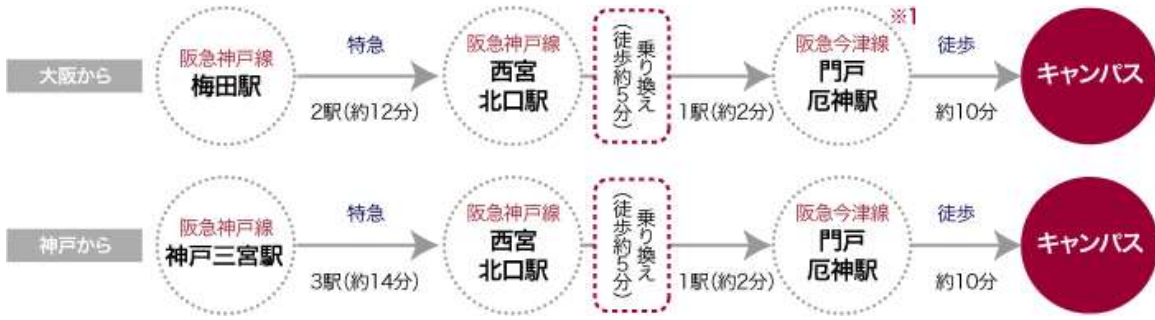 大阪から
阪急神戸線
梅田駅
特急
2駅(約12分)
阪急神戸線
西宮
北口駅
乗り換え
(徒歩約5分)
1駅(約2分)
※1
阪急今津線
門戸
厄神駅
徒歩
約10分
キャンパス
神戸から
阪急神戸線
神戸三宮駅
特急
3駅(約14分)
阪急神戸線
西宮
北口駅
乗り換え
(徒歩約5分)
1駅(約2分)
阪急今津線
門戸
厄神駅
徒歩
約10分
キャンパス